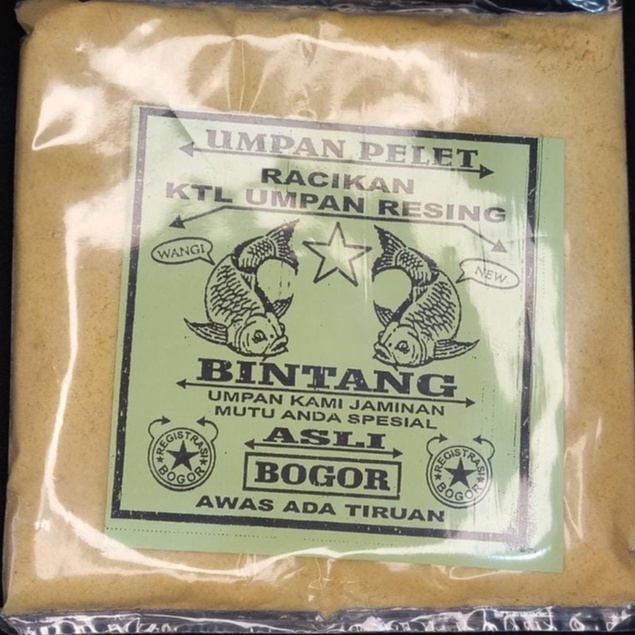 UMPAN PELET
RACIKAN
KTL UMPAN RESING
WANGI
NEW
BINTANG
UMPAN KAMI JAMINAN
MUTU ANDA SPESIAL
ASLI
REGISTRASI
BOGOR
BOGOR
REGISTRASI
BOGOR
AWAS ADA TIRUAN